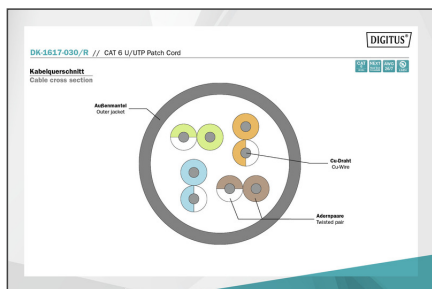 DIGITUS®
DK-1617-030/R // CAT 6 U/UTP Patch Cord
Kabelquerschnitt
Cable cross section
Außenmantel
Outer jacket
Cu-Draht
Cu-Wire
Adernpaare
Twisted pair